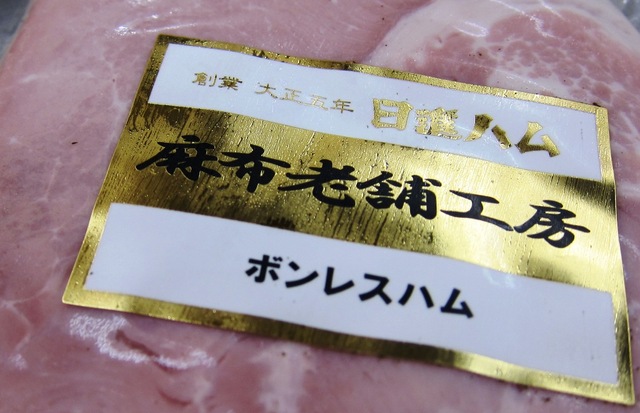 創業 大正五年 日進ハム
麻布老舗工房
ボンレスハム